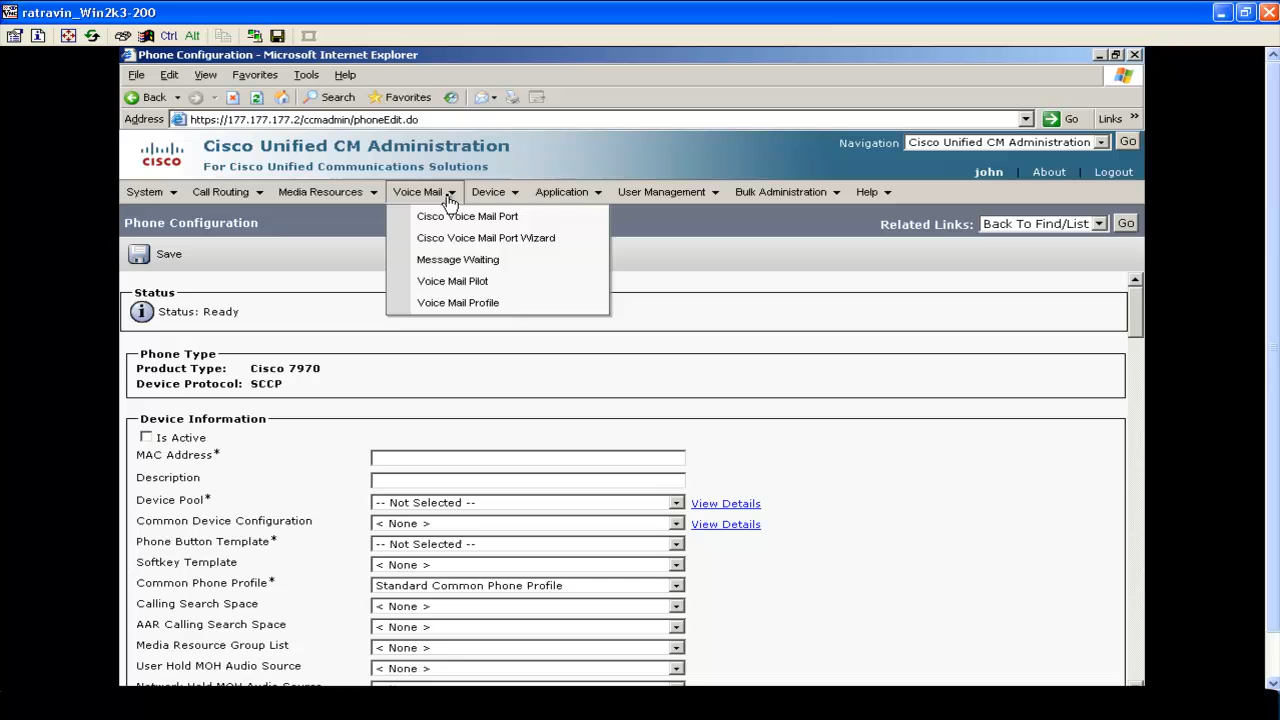 ratravin_Win2k3-200
Ctrl Alt
Phone Configuration - Microsoft Internet Explorer
File Edit View Favorites Tools Help
Back Search Favorites
Address https://177.177.177.2/ccmadmin/phoneEdit.do Go Links
CISCO
Cisco Unified CM Administration
For Cisco Unified Communications Solutions
Navigation Cisco Unified CM Administration Go
john | About | Logout
System Call Routing Media Resources Voice Mail Device Application User Management Bulk Administration Help
Phone Configuration
Related Links: Back To Find/List Go
Cisco Voice Mail Port
Cisco Voice Mail Port Wizard
Message Waiting
Voice Mail Pilot
Voice Mail Profile
Save
Status
Status: Ready
Phone Type
Product Type: Cisco 7970
Device Protocol: SCCP
Device Information
Is Active
MAC Address*
Description
Device Pool* -- Not Selected -- View Details
Common Device Configuration < None > View Details
Phone Button Template* -- Not Selected --
Softkey Template < None >
Common Phone Profile* Standard Common Phone Profile
Calling Search Space < None >
AAR Calling Search Space < None >
Media Resource Group List < None >
User Hold MOH Audio Source < None >
Network Hold MOH Audio Source